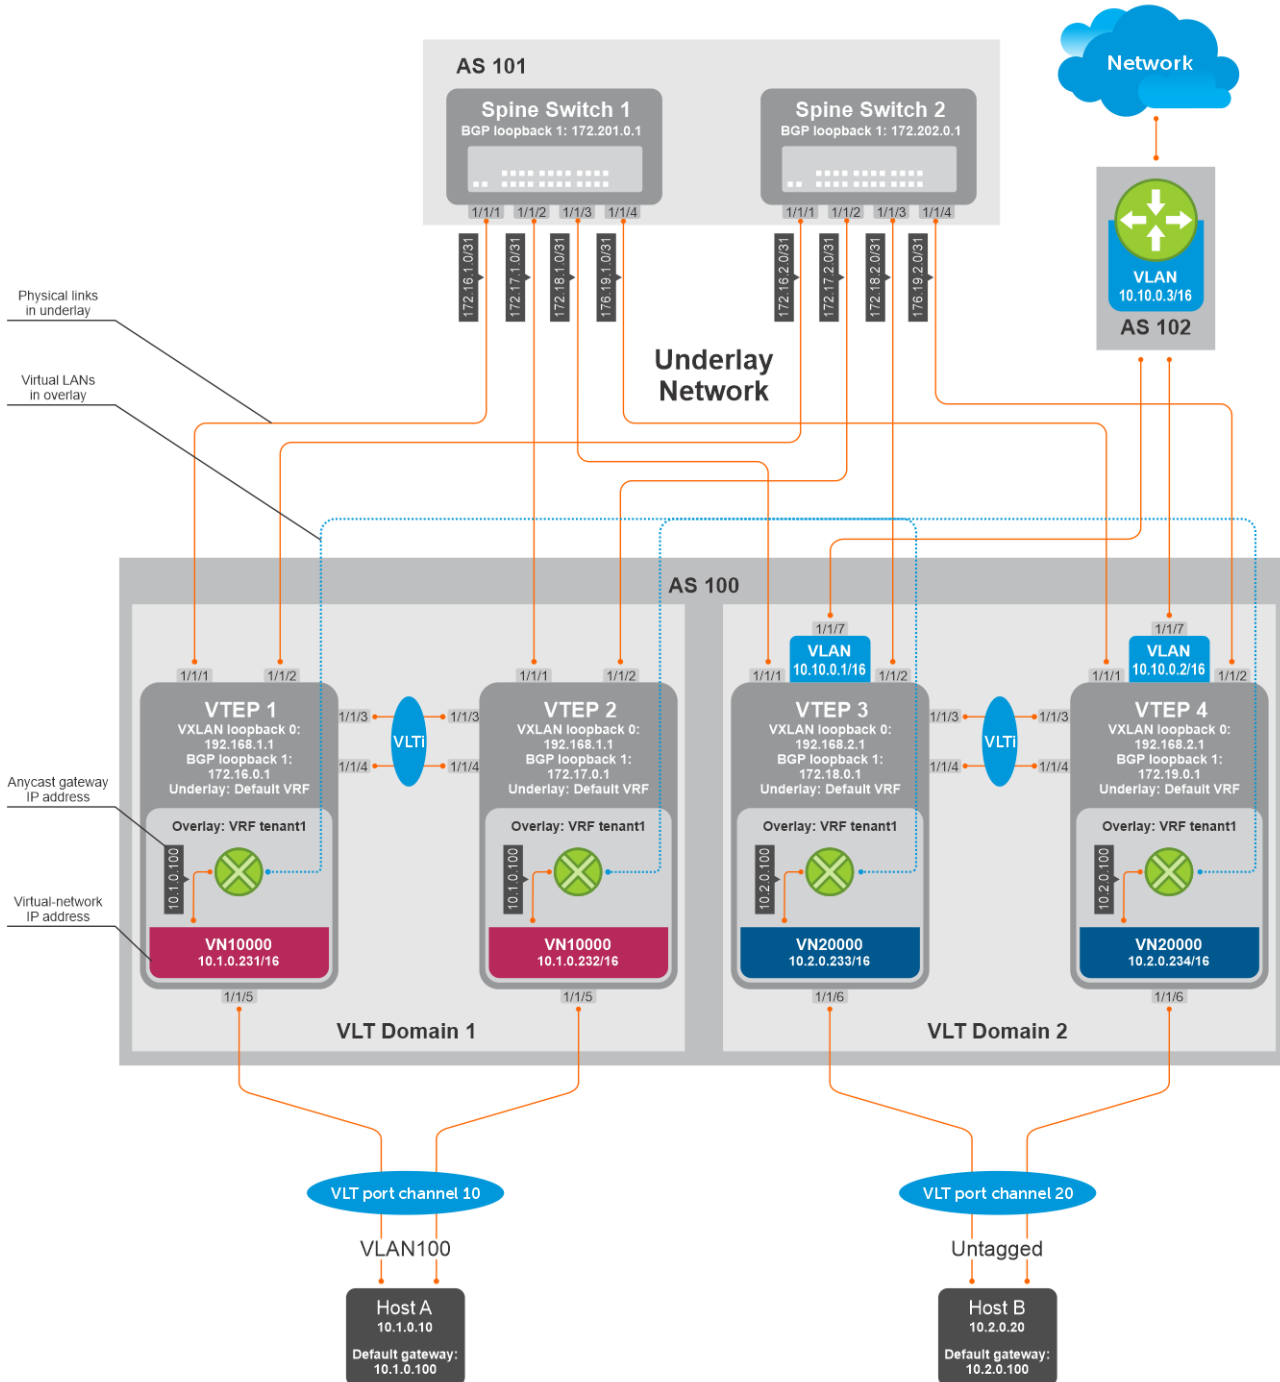 AS 101
Spine Switch 1
BGP loopback 1: 172.201.0.1
1/1/1
1/1/2
1/1/3
1/1/4
Spine Switch 2
BGP loopback 1: 172.202.0.1
1/1/1
1/1/2
1/1/3
1/1/4
Network
VLAN
10.10.0.3/16
AS 102
172.16.1.0/31
172.17.1.0/31
172.18.1.0/31
176.19.1.0/31
172.16.2.0/31
172.17.2.0/31
172.18.2.0/31
176.19.2.0/31
Physical links
in underlay
Virtual LANs
in overlay
Underlay
Network
AS 100
1/1/1
1/1/2
VTEP 1
VXLAN loopback 0:
192.168.1.1
BGP loopback 1:
172.16.0.1
Underlay: Default VRF
1/1/3
1/1/4
VLTi
1/1/3
1/1/4
1/1/1
1/1/2
VTEP 2
VXLAN loopback 0:
192.168.1.1
BGP loopback 1:
172.17.0.1
Underlay: Default VRF
1/1/7
VLAN
10.10.0.1/16
1/1/1
1/1/2
VTEP 3
VXLAN loopback 0:
192.168.2.1
BGP loopback 1:
172.18.0.1
Underlay: Default VRF
1/1/3
1/1/4
VLTi
1/1/3
1/1/4
1/1/7
VLAN
10.10.0.2/16
1/1/1
1/1/2
VTEP 4
VXLAN loopback 0:
192.168.2.1
BGP loopback 1:
172.19.0.1
Underlay: Default VRF
Anycast gateway
IP address
Virtual-network
IP address
Overlay: VRF tenant1
10.1.0.100
VN10000
10.1.0.231/16
1/1/5
Overlay: VRF tenant1
10.1.0.100
VN10000
10.1.0.232/16
1/1/5
Overlay: VRF tenant1
10.2.0.100
VN20000
10.2.0.233/16
1/1/6
Overlay: VRF tenant1
10.2.0.100
VN20000
10.2.0.234/16
1/1/6
VLT Domain 1
VLT Domain 2
VLT port channel 10
VLAN100
Host A
10.1.0.10
Default gateway:
10.1.0.100
VLT port channel 20
Untagged
Host B
10.2.0.20
Default gateway:
10.2.0.100